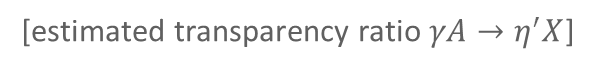 [estimated transparency ratio γA → η′X]